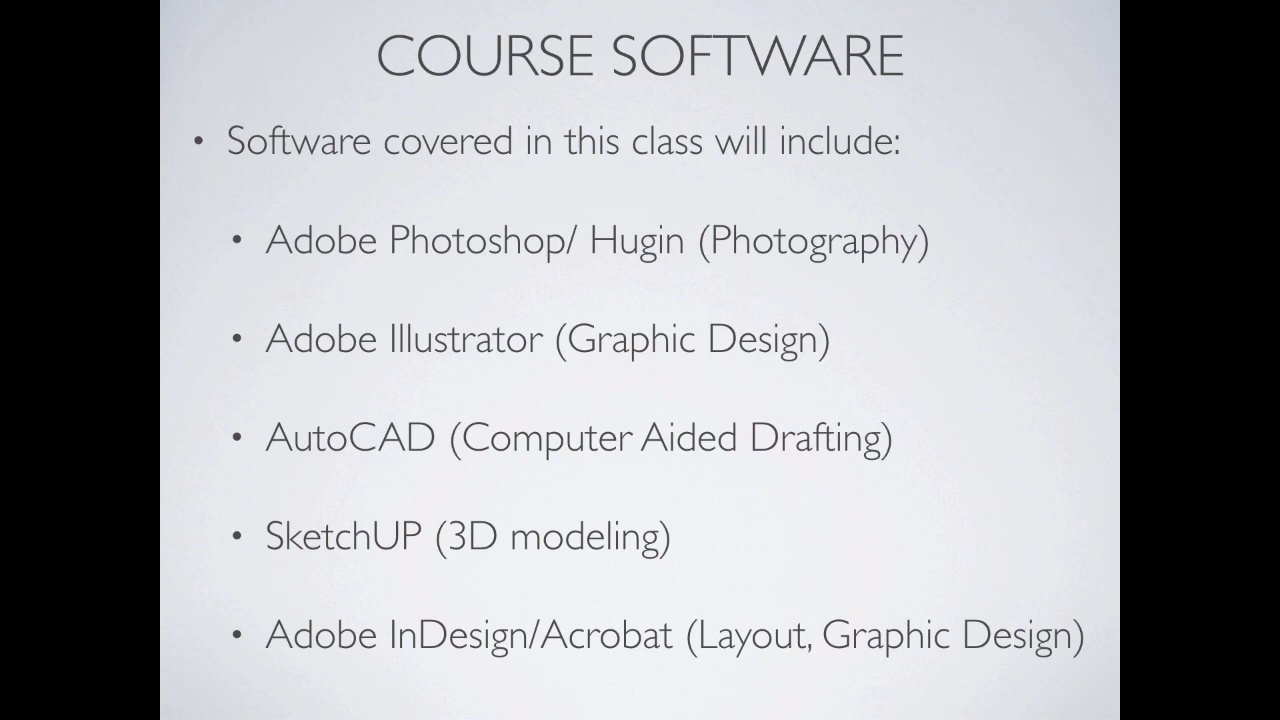 COURSE SOFTWARE
• Software covered in this class will include:
• Adobe Photoshop/ Hugin (Photography)
• Adobe Illustrator (Graphic Design)
• AutoCAD (Computer Aided Drafting)
• SketchUP (3D modeling)
• Adobe InDesign/Acrobat (Layout, Graphic Design)